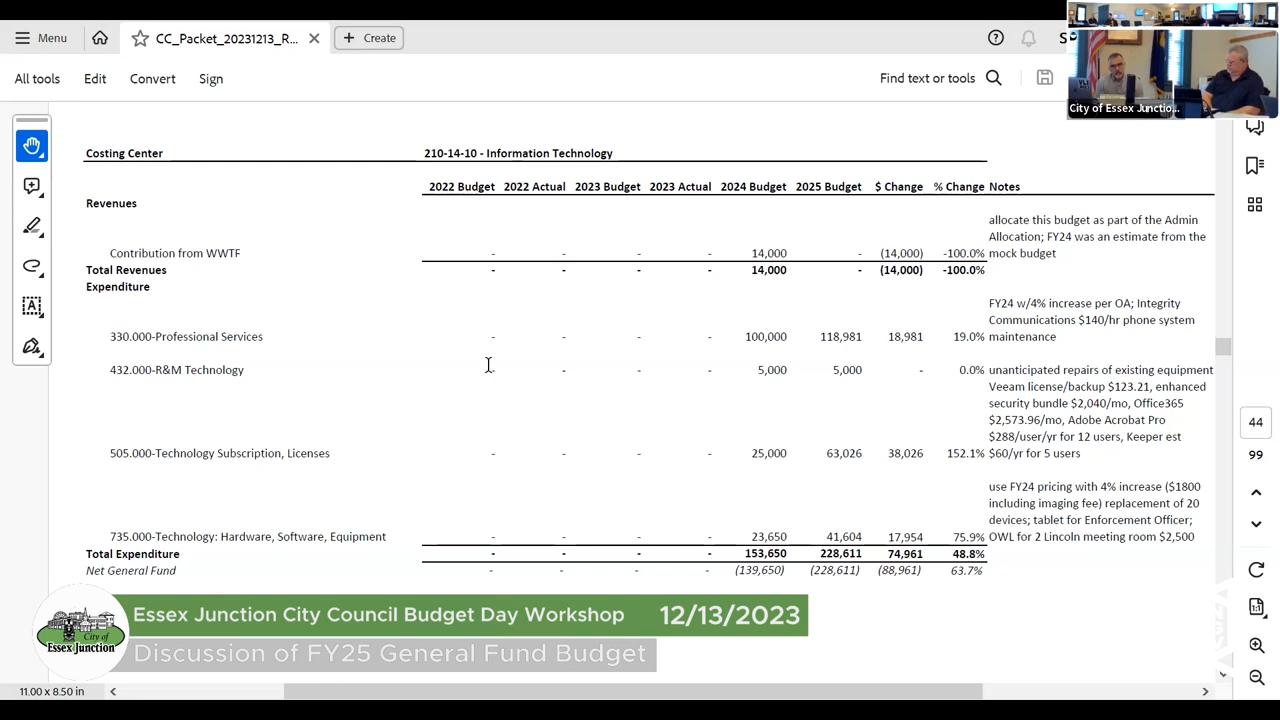 Menu
CC_Packet_20231213_R...
Create
S
All tools
Edit
Convert
Sign
Find text or tools
City of Essex Junctio...
Costing Center 210-14-10 - Information Technology
2022 Budget 2022 Actual 2023 Budget 2023 Actual 2024 Budget 2025 Budget $ Change % Change Notes
Revenues
allocate this budget as part of the Admin
Allocation; FY24 was an estimate from the
Contribution from WWTF - - - - 14,000 - (14,000) -100.0% mock budget
Total Revenues - - - - 14,000 - (14,000) -100.0%
Expenditure
FY24 w/4% increase per OA; Integrity
Communications $140/hr phone system
330.000-Professional Services - - - - 100,000 118,981 18,981 19.0% maintenance
432.000-R&M Technology - - - - 5,000 5,000 - 0.0% unanticipated repairs of existing equipment
Veeam license/backup $123.21, enhanced
security bundle $2,040/mo, Office365
$2,573.96/mo, Adobe Acrobat Pro
$288/user/yr for 12 users, Keeper est
505.000-Technology Subscription, Licenses - - - - 25,000 63,026 38,026 152.1% $60/yr for 5 users
use FY24 pricing with 4% increase ($1800
including imaging fee) replacement of 20
devices; tablet for Enforcement Officer;
735.000-Technology: Hardware, Software, Equipment - - - - 23,650 41,604 17,954 75.9% OWL for 2 Lincoln meeting room $2,500
Total Expenditure - - - - 153,650 228,611 74,961 48.8%
Net General Fund - - - - (139,650) (228,611) (88,961) 63.7%
44
99
1:1
City of
Essex Junction
Essex Junction City Council Budget Day Workshop 12/13/2023
Discussion of FY25 General Fund Budget
11.00 x 8.50 in